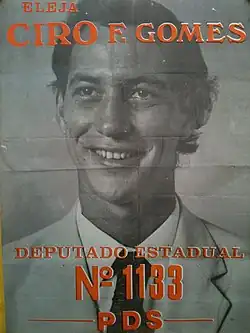 ELEJA
CIRO F. GOMES
DEPUTADO ESTADUAL
Nº 1133
PDS